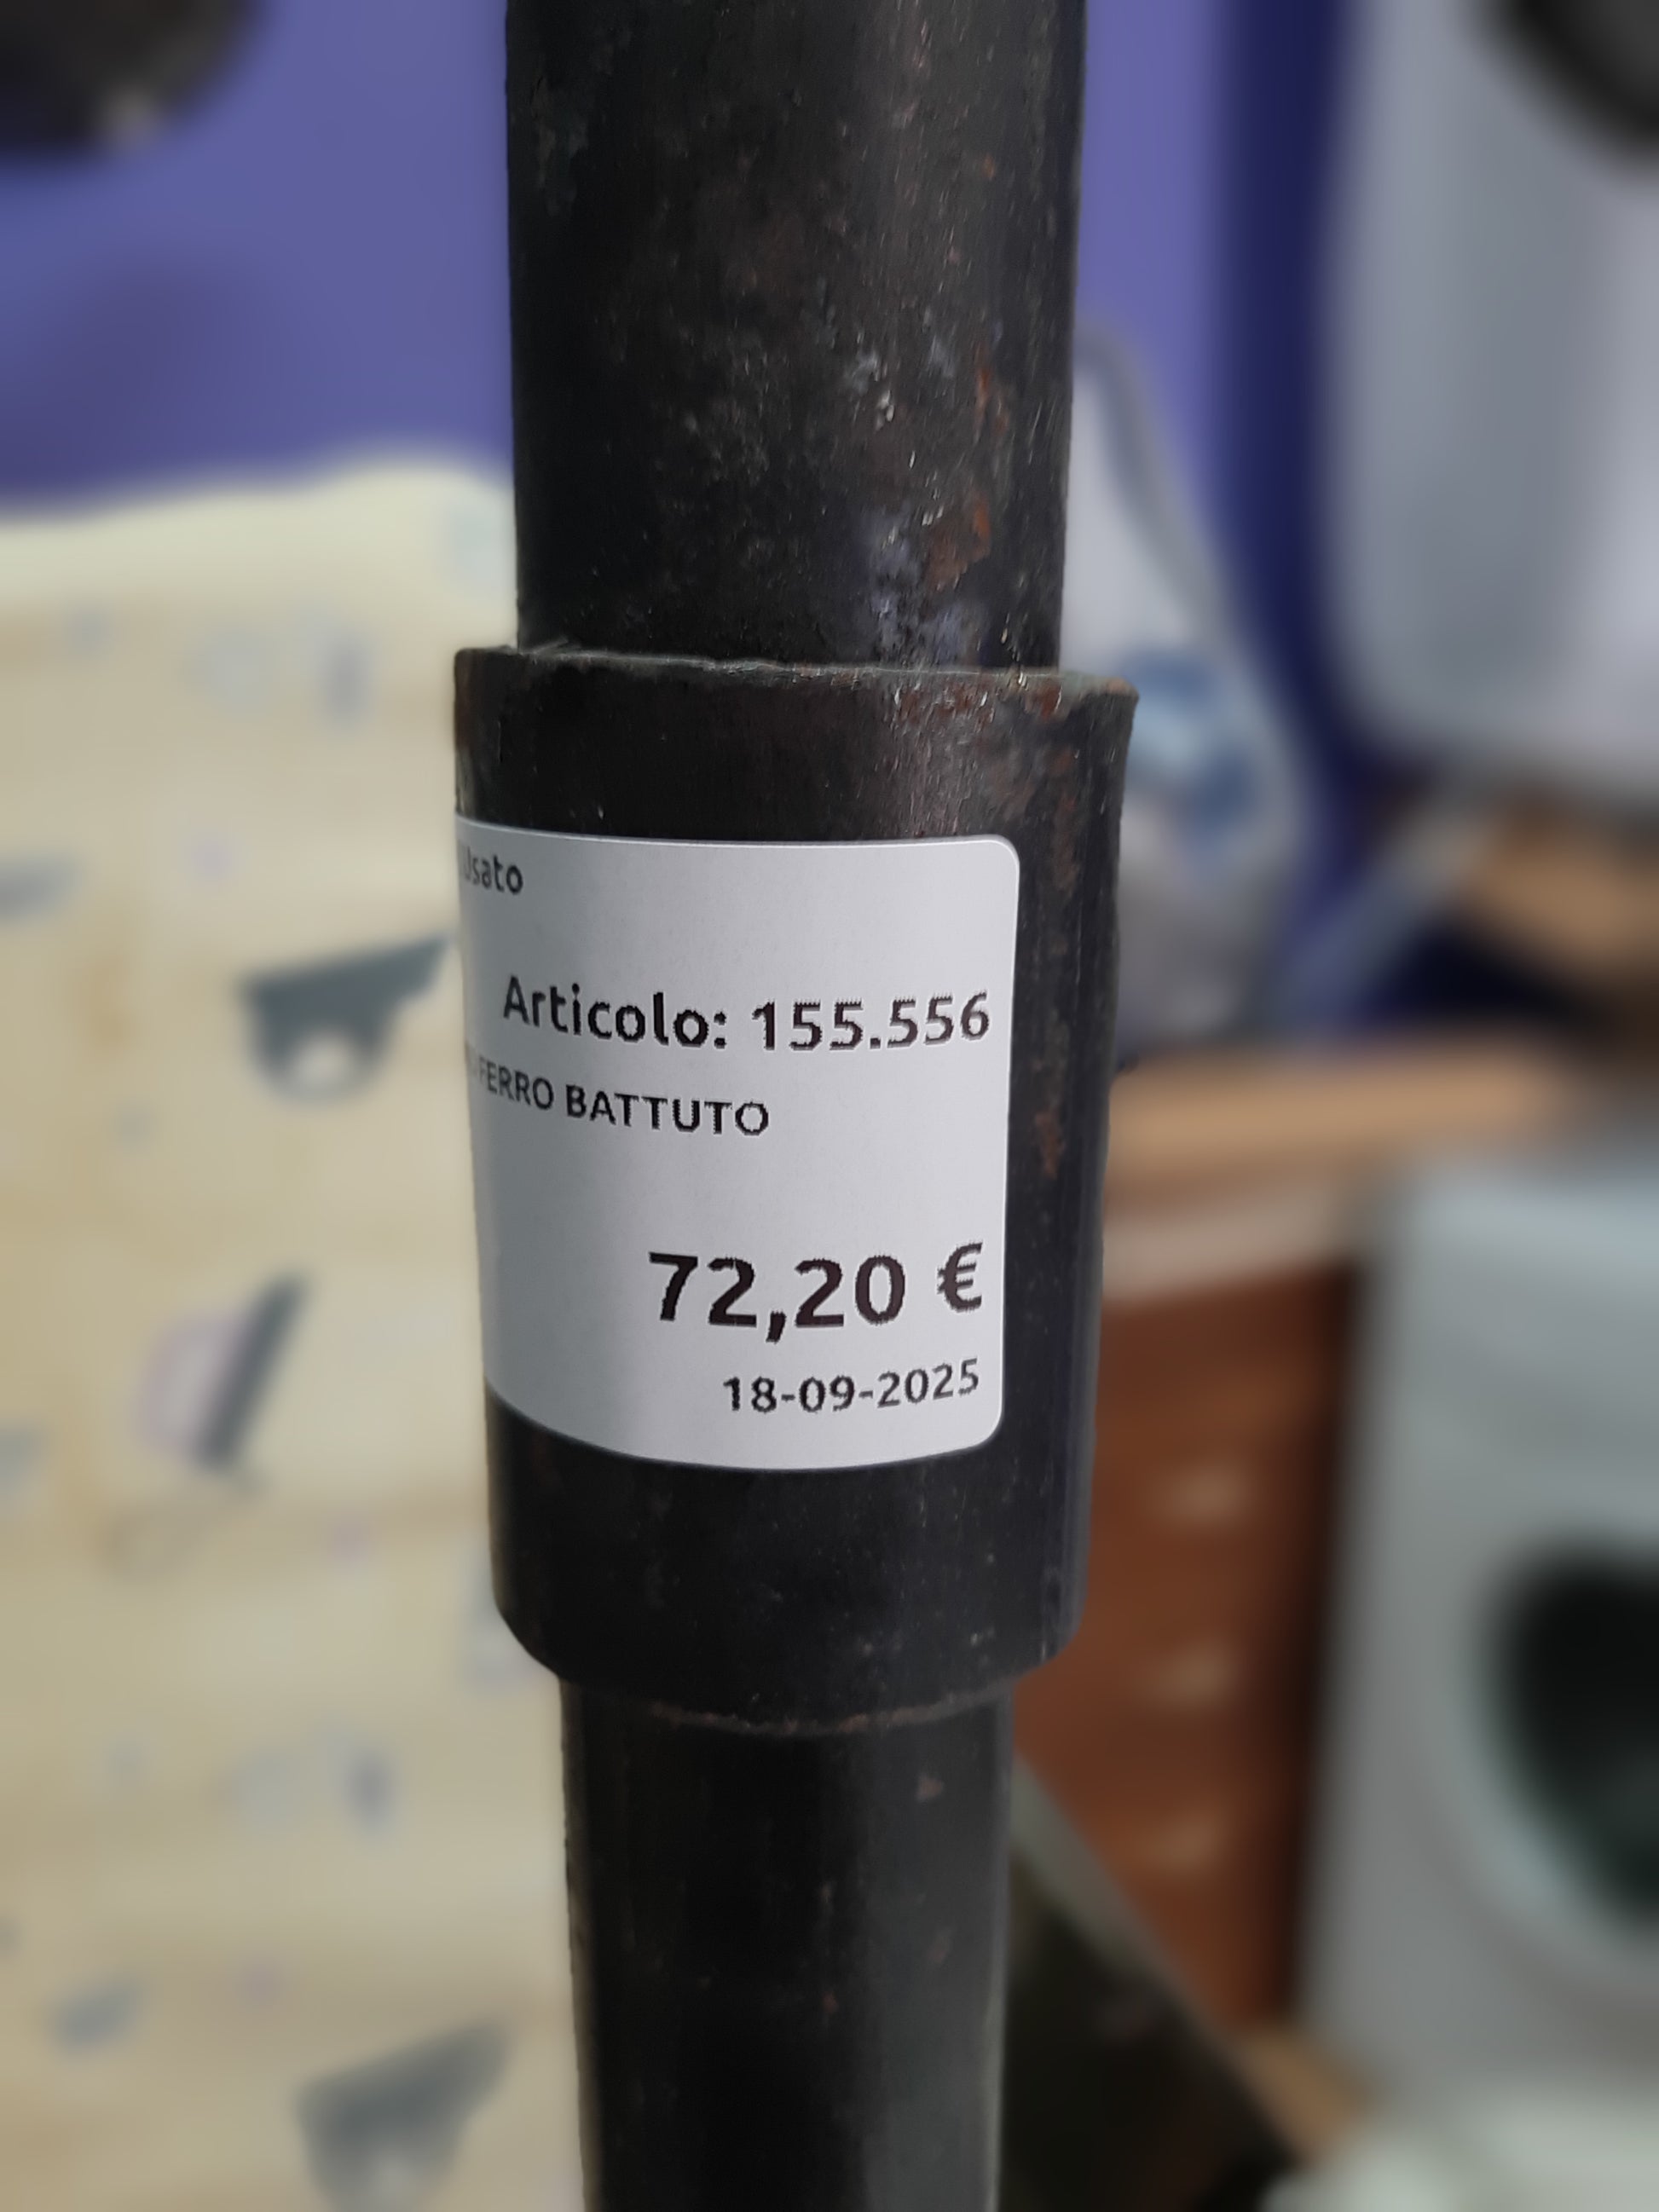 Usato
Articolo: 155.556
FERRO BATTUTO
72,20 €
18-09-2025